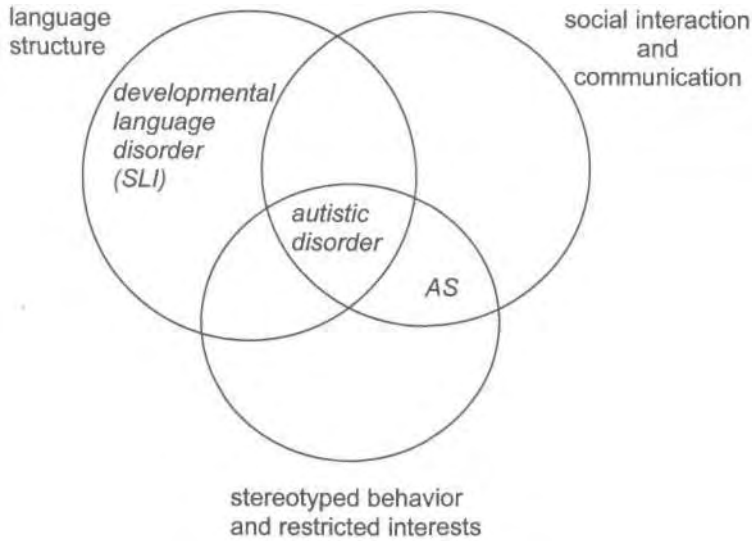 language
structure
social interaction
and
communication
developmental
language
disorder
(SLI)
autistic
disorder
AS
stereotyped behavior
and restricted interests